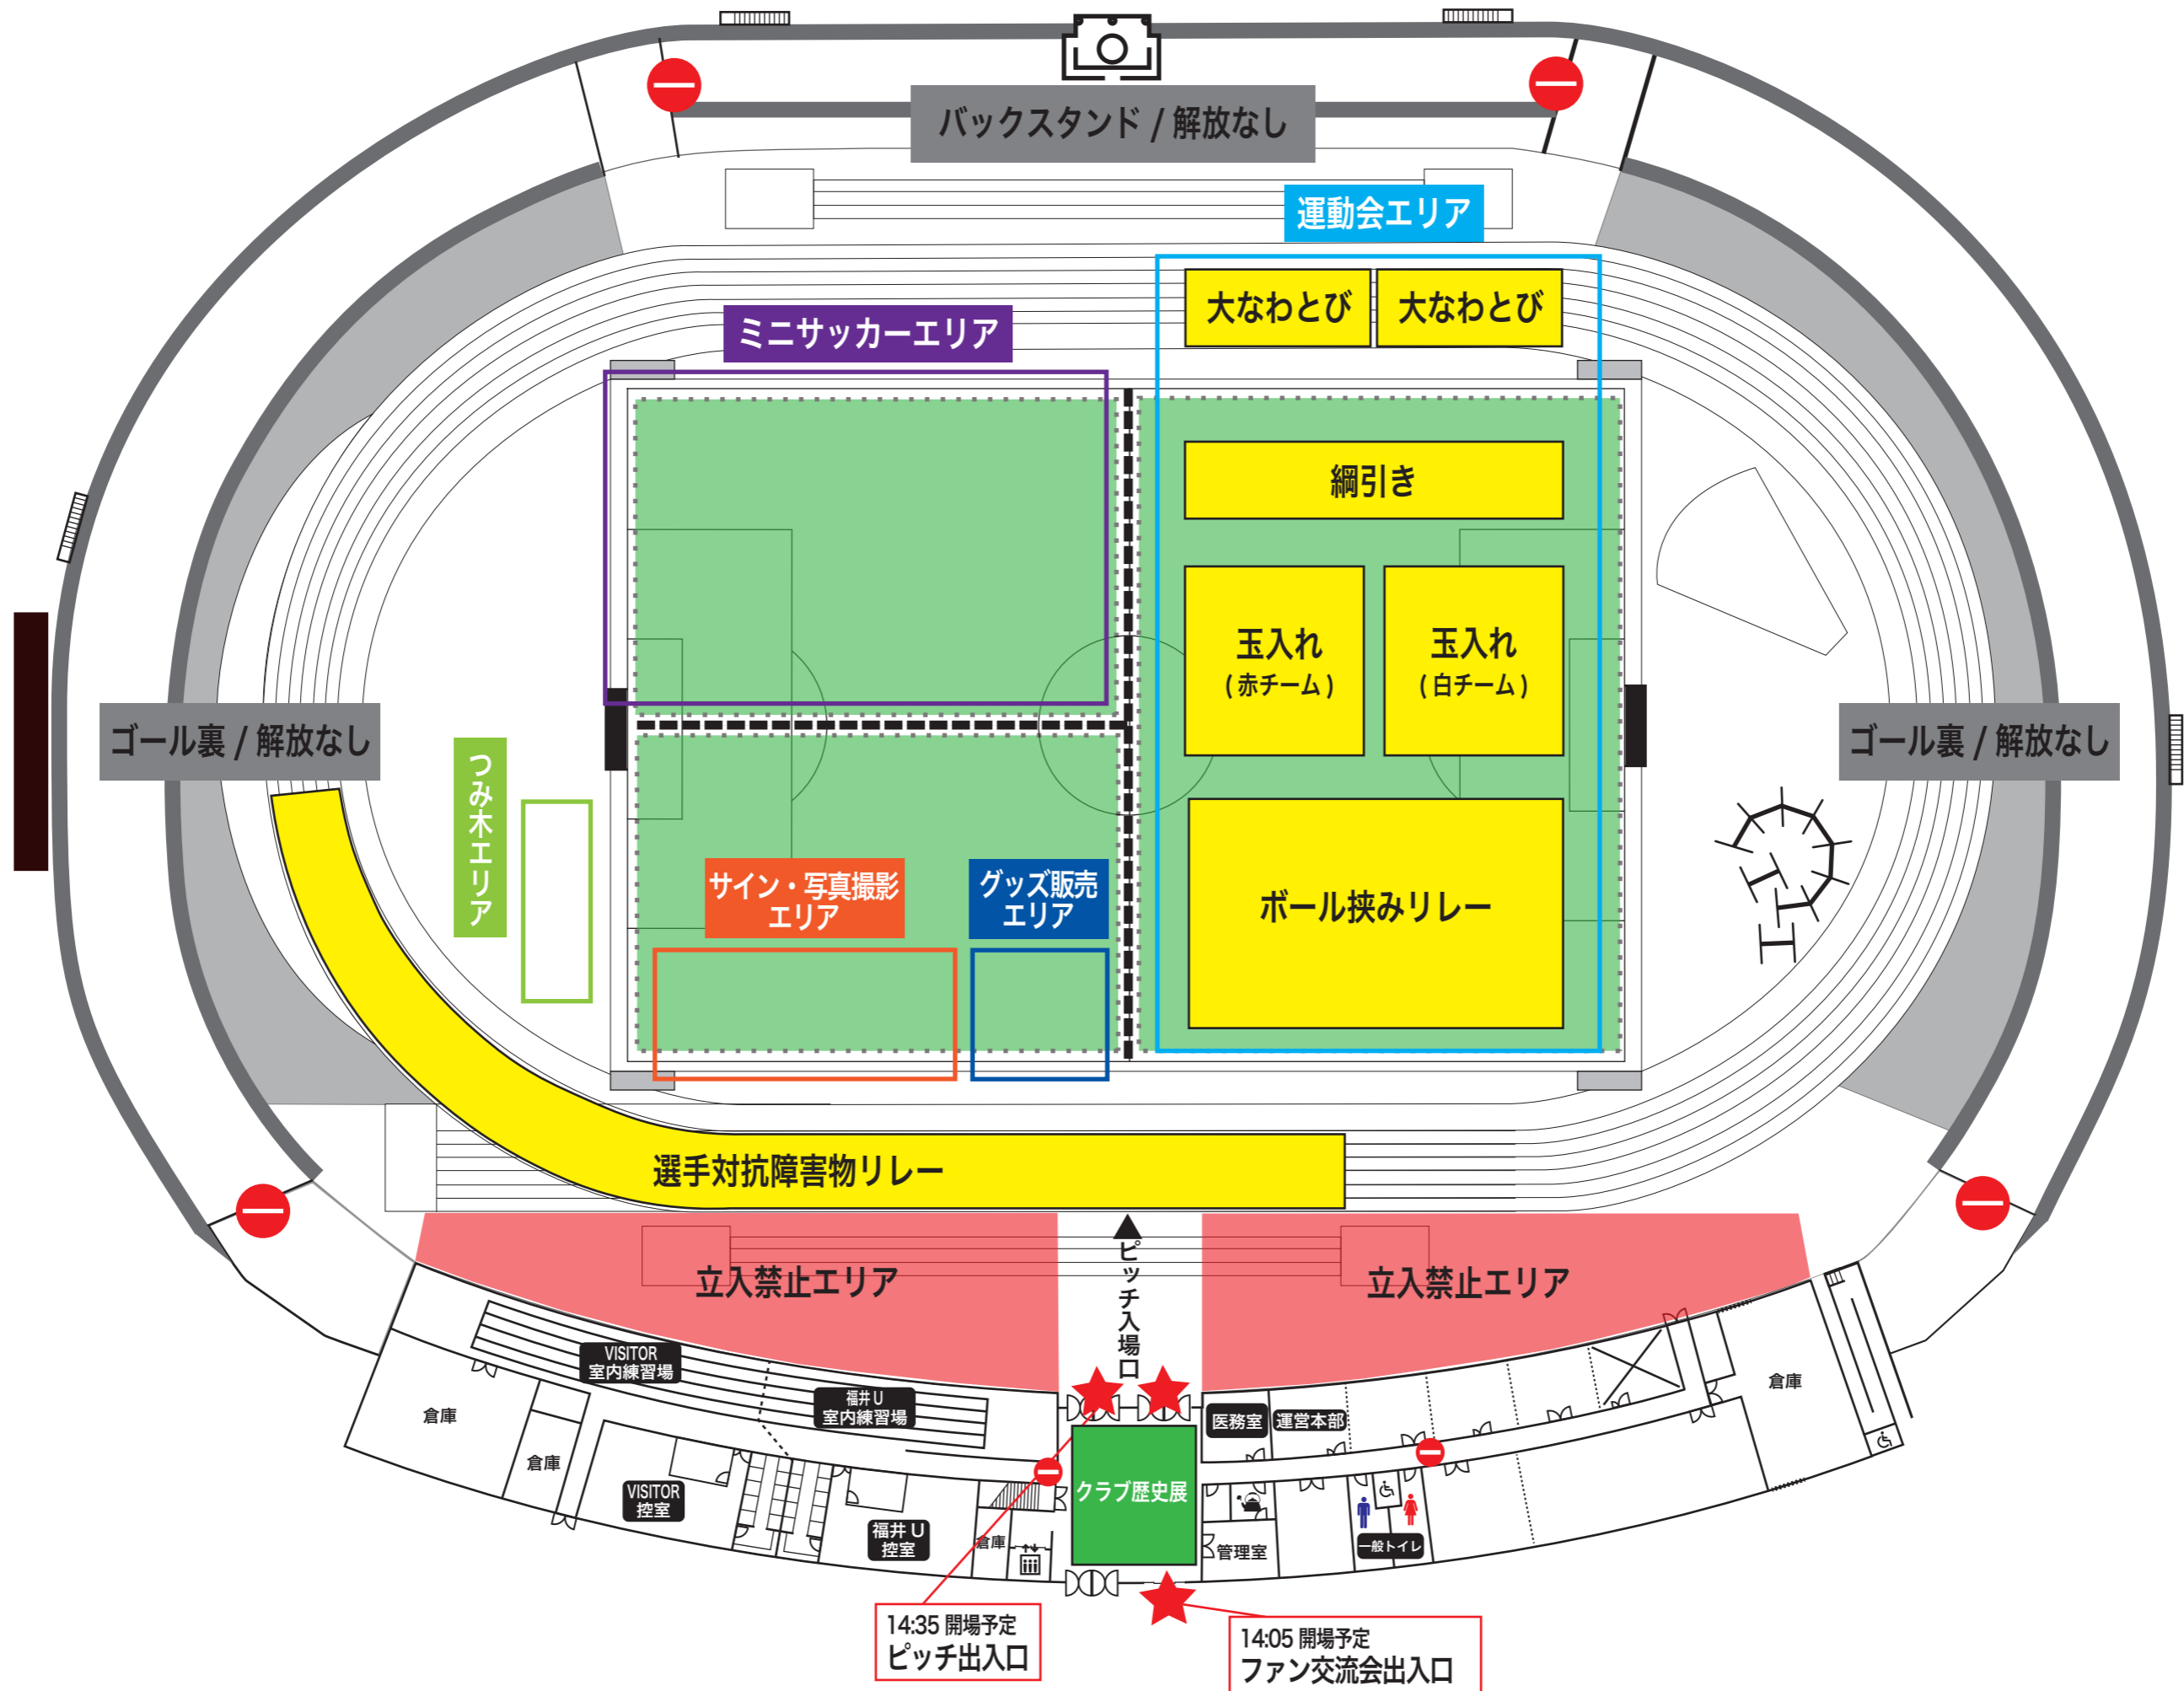 バックスタンド / 解放なし
運動会エリア
大なわとび
大なわとび
ミニサッカーエリア
綱引き
玉入れ
( 赤チーム )
玉入れ
( 白チーム )
ゴール裏 / 解放なし
ゴール裏 / 解放なし
つみ木エリア
サイン・写真撮影
エリア
グッズ販売
エリア
ボール挟みリレー
選手対抗障害物リレー
立入禁止エリア
▲ピッチ入場口
立入禁止エリア
VISITOR
室内練習場
福井 U
室内練習場
医務室
運営本部
倉庫
倉庫
倉庫
VISITOR
控室
福井 U
控室
倉庫
クラブ歴史展
管理室
一般トイレ
14:35 開場予定
ピッチ出入口
14:05 開場予定
ファン交流会出入口